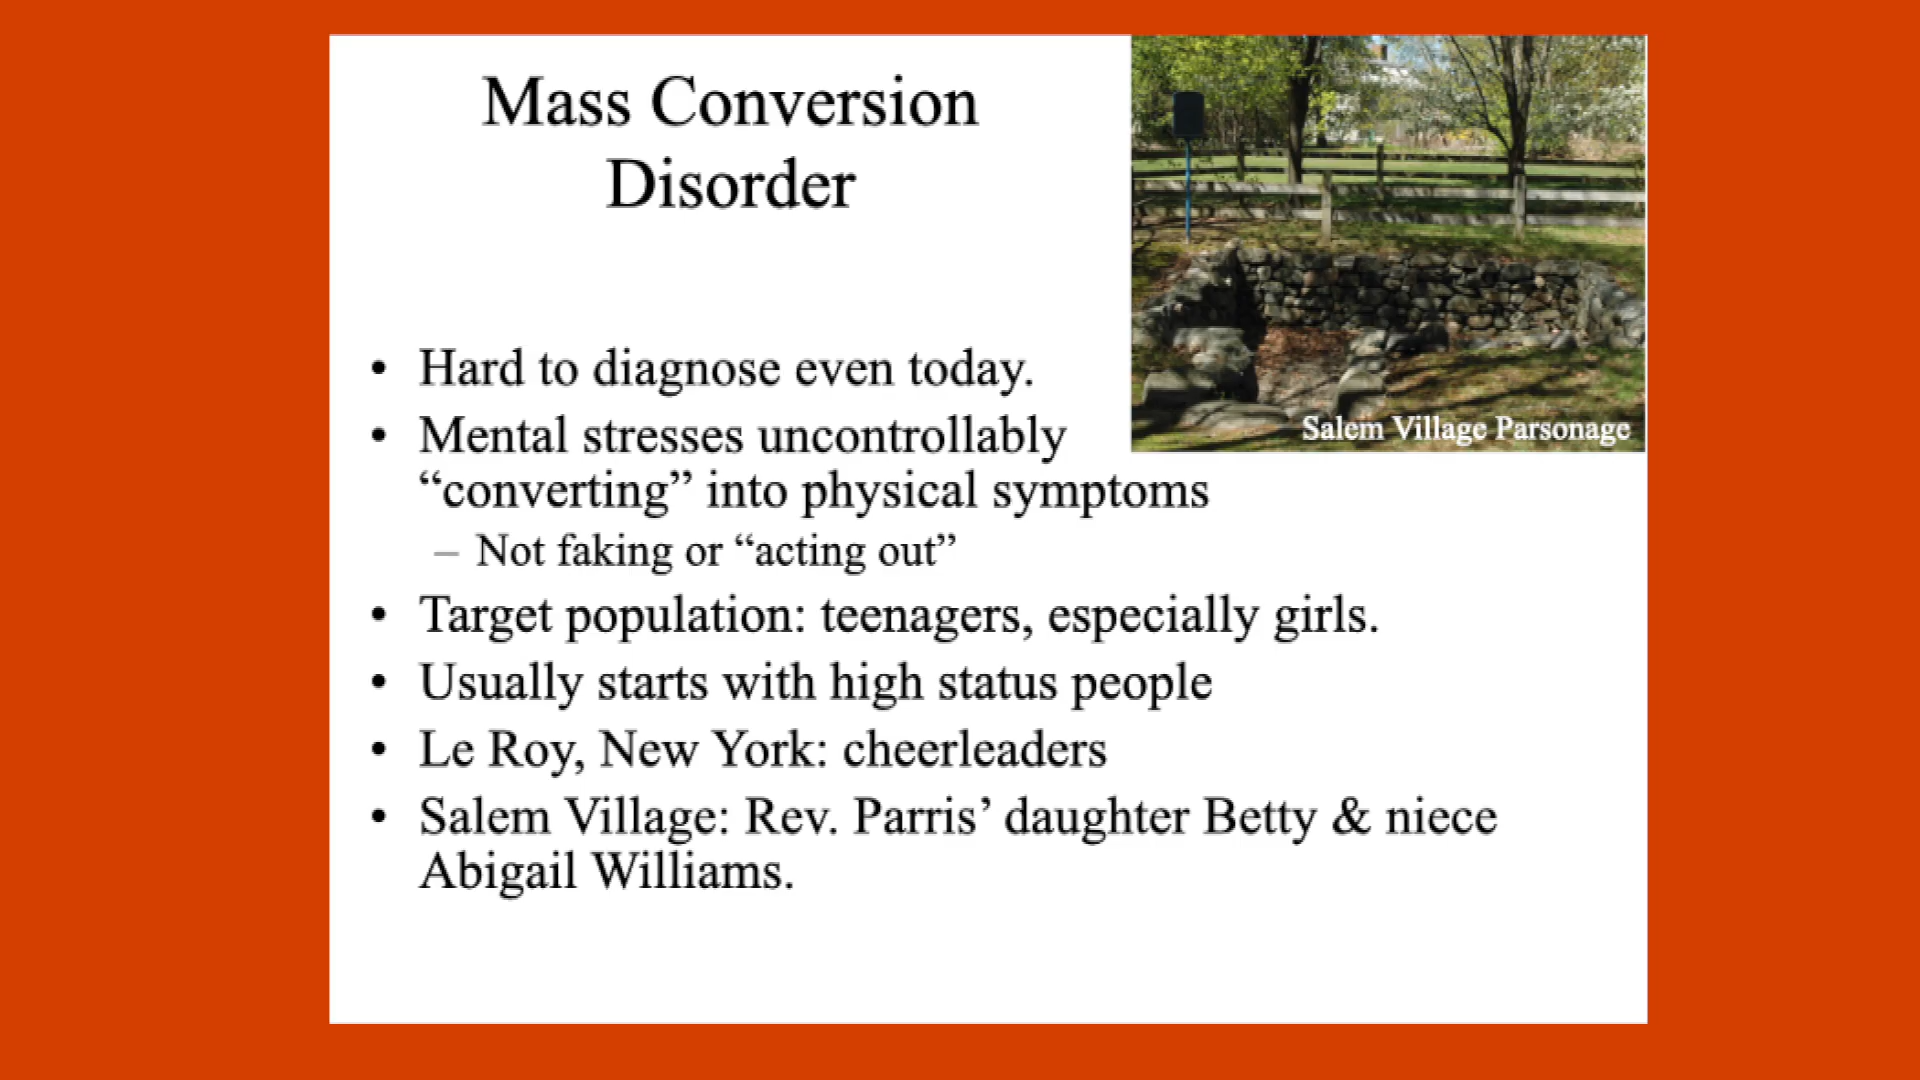 Mass Conversion
Disorder
• Hard to diagnose even today.
• Mental stresses uncontrollably
“converting” into physical symptoms
– Not faking or “acting out”
• Target population: teenagers, especially girls.
• Usually starts with high status people
• Le Roy, New York: cheerleaders
• Salem Village: Rev. Parris’ daughter Betty & niece
Abigail Williams.
Salem Village Parsonage